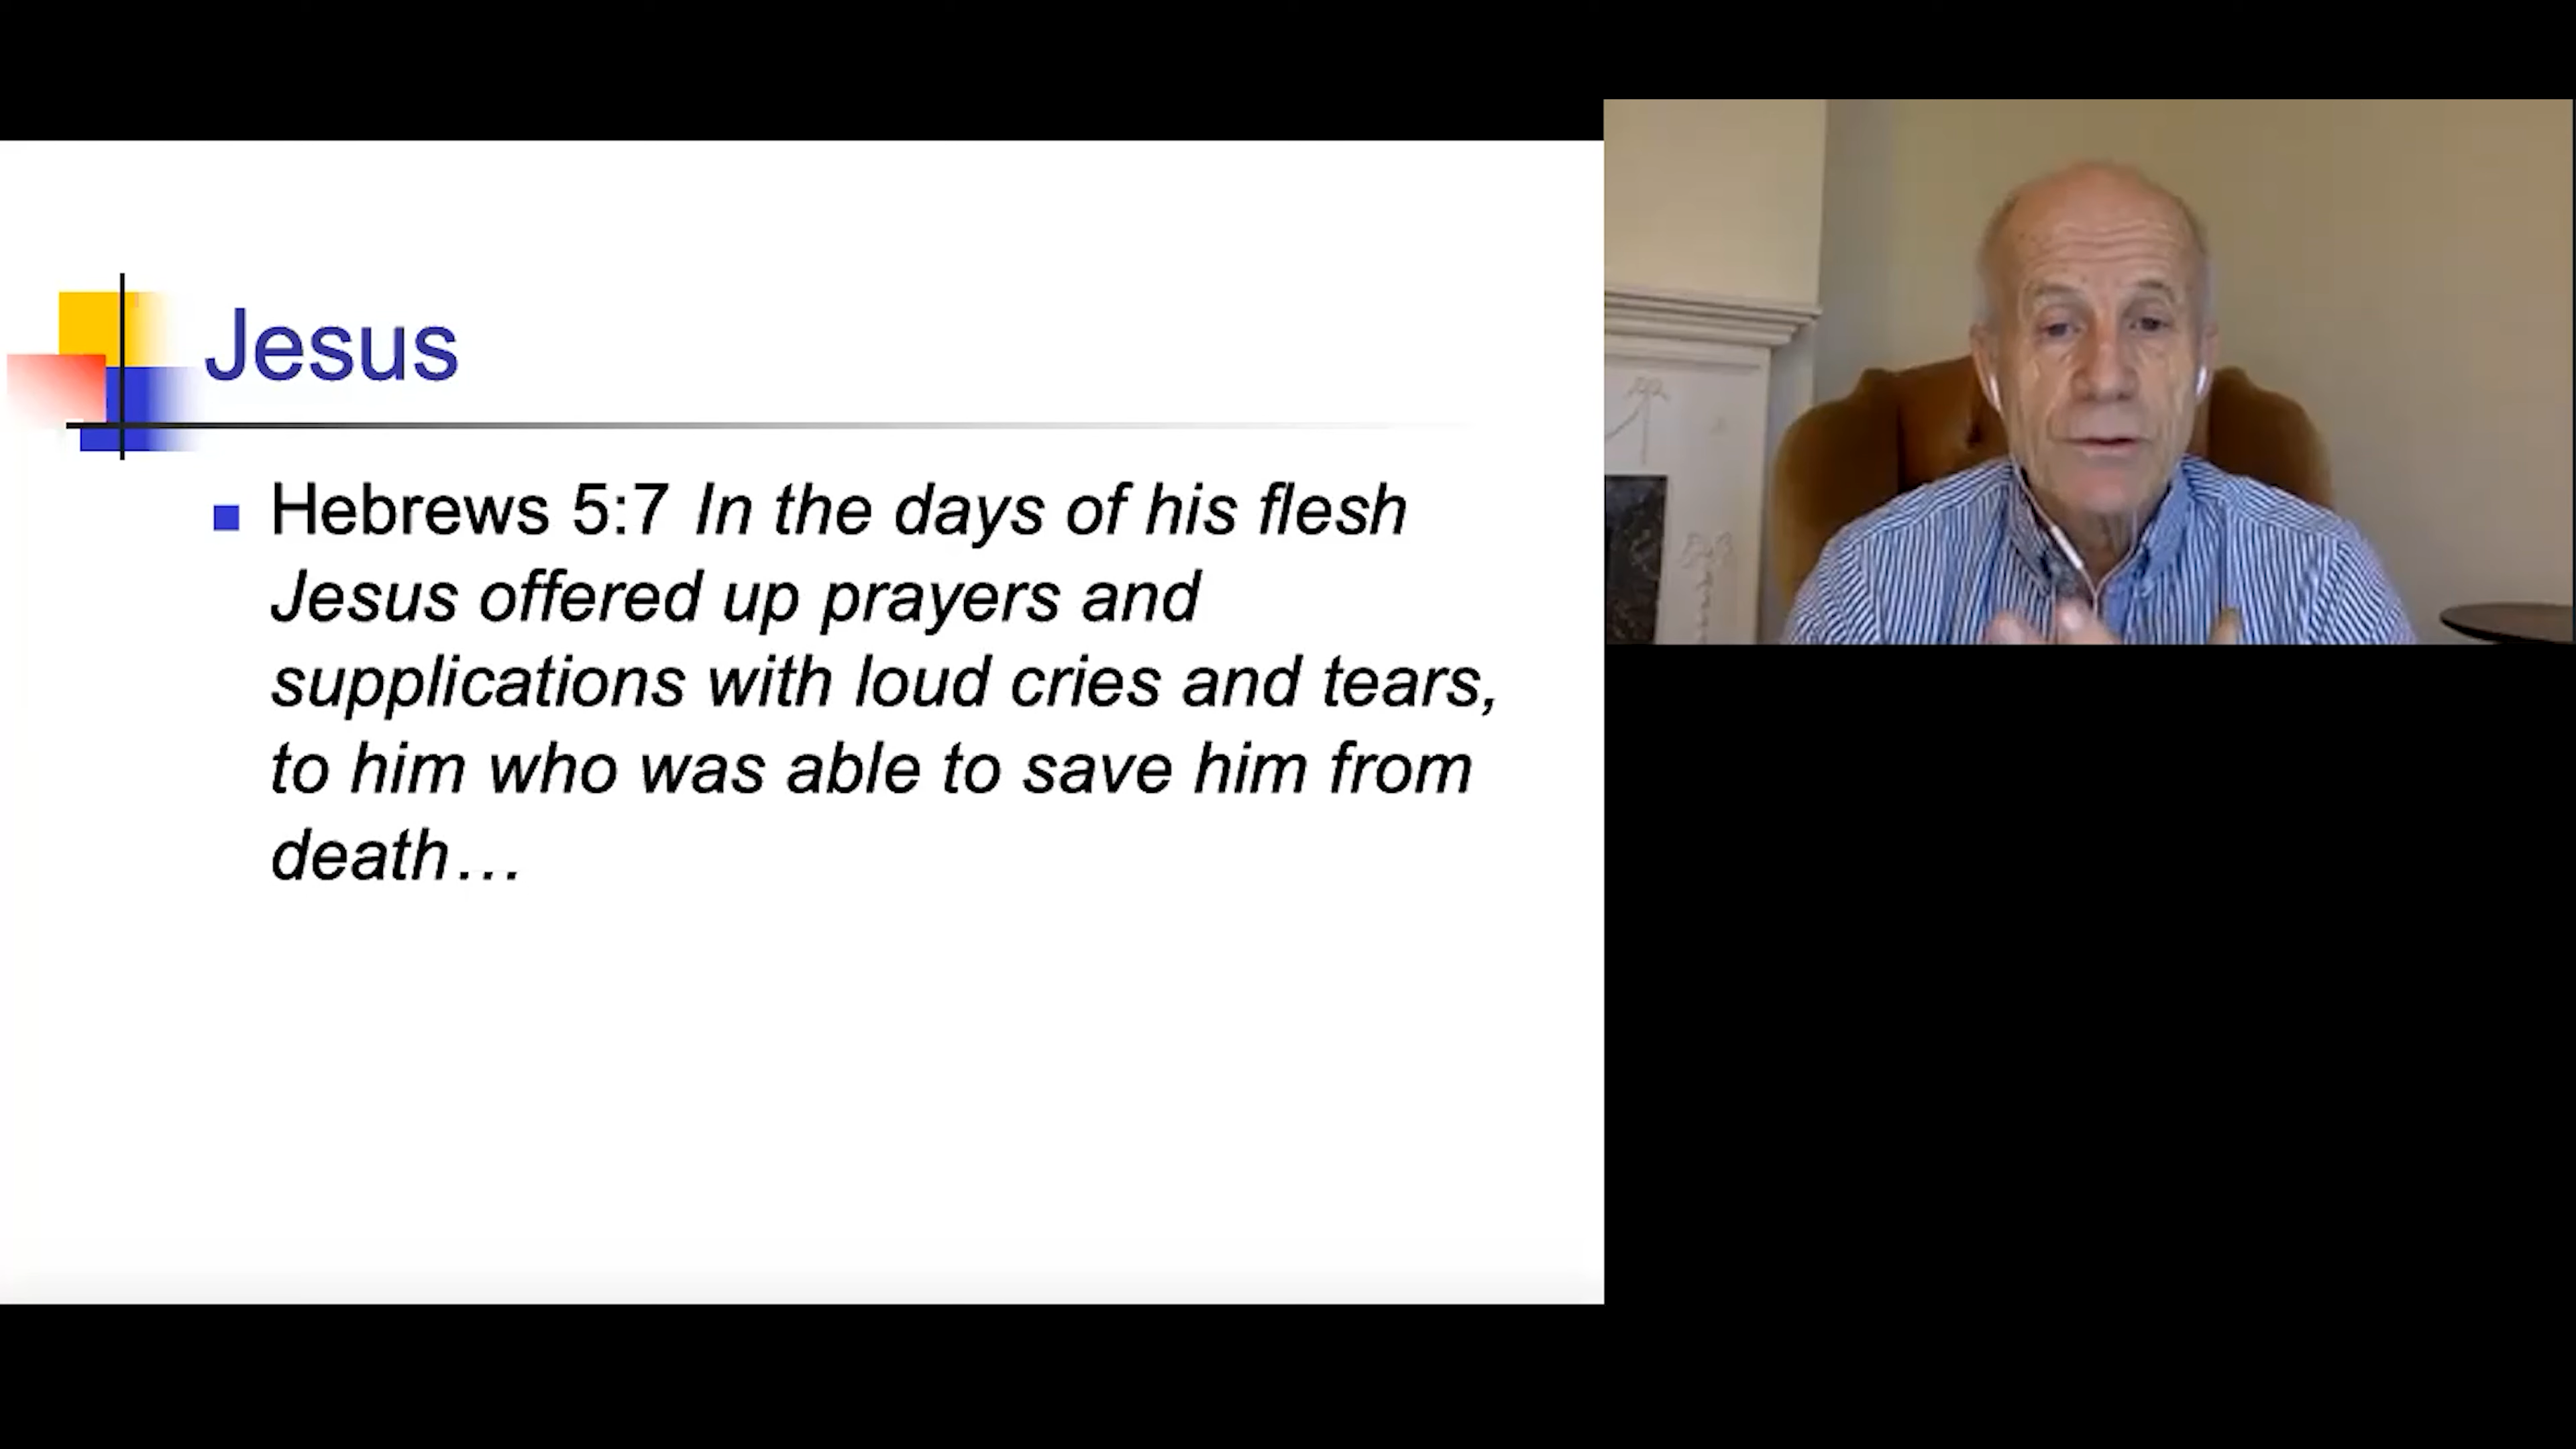 Jesus
Hebrews 5:7 In the days of his flesh
Jesus offered up prayers and
supplications with loud cries and tears,
to him who was able to save him from
death…